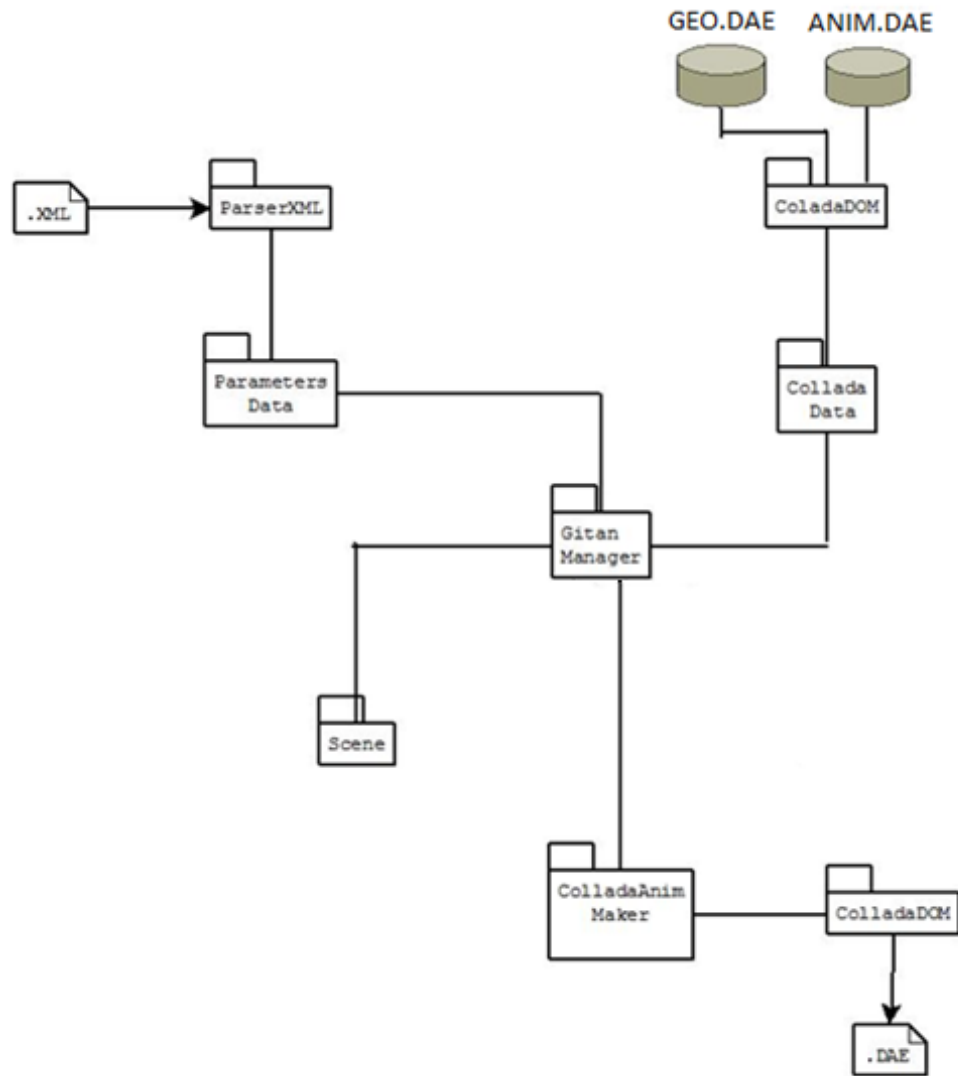 GEO.DAE
ANIM.DAE
.XML
ParserXML
ColadaDOM
Parameters
Data
Collada
Data
Gitan
Manager
Scene
ColladaAnim
Maker
ColladaDOM
.DAE